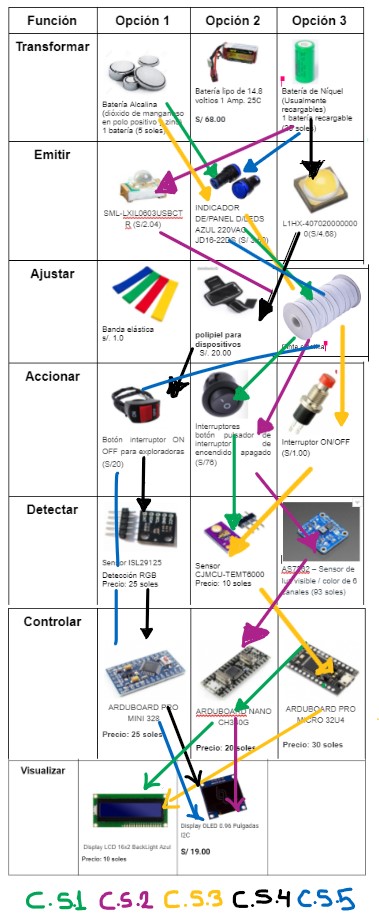 Función Opción 1 Opción 2 Opción 3
Transformar
Batería Alcalina
(dióxido de manganeso
en polo positivo y zinc
1 batería (5 soles)
Batería lipo de 14.8
voltios 1 Amp. 25C
S/ 68.00
Batería de Níquel
(Usualmente
recargables)
1 batería recargable
soles)
Emitir
SML-LXIL0603USBCT
R (S/2.04)
INDICADOR
DE/PANEL D/LEDS
AZUL 220VAC
JD16-22DS (S/
L1HX-407020000000
0(S/4.68)
Ajustar
Banda elástica
s/. 1.0
polipiel para
dispositivos
S/. 20.00
Accionar
Botón interruptor ON
OFF para exploradoras
(S/20)
Interruptores
botón pulsador de
interruptor de
encendido apagado
(S/76)
Interruptor ON/OFF
(S/1.00)
Detectar
Sensor ISL29125
Detección RGB
Precio: 25 soles
Sensor
CJMCU-TEMT6000
Precio: 10 soles
AS7262 – Sensor de
luz visible / color de 6
canales (93 soles)
Controlar
ARDUBOARD PRO
MINI 328
Precio: 25 soles
ARDUBOARD NANO
CH340G
Precio: 20 soles
ARDUBOARD PRO
MICRO 32U4
Precio: 30 soles
Visualizar
Display LCD 16x2 BackLight Azul
Precio: 10 soles
Display OLED 0.96 Pulgadas
I2C
S/ 19.00
C.S.1 C.S.2 C.S.3 C.S.4 C.S.5